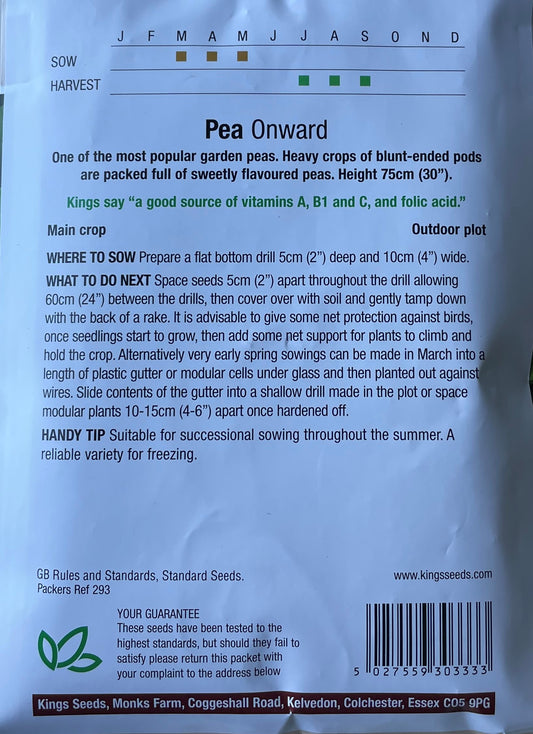 J F M A M J J A S O N D
SOW
HARVEST
Pea Onward
One of the most popular garden peas. Heavy crops of blunt-ended pods
are packed full of sweetly flavoured peas. Height 75cm (30”).
Kings say “a good source of vitamins A, B1 and C, and folic acid.”
Main crop Outdoor plot
WHERE TO SOW Prepare a flat bottom drill 5cm (2”) deep and 10cm (4”) wide.
WHAT TO DO NEXT Space seeds 5cm (2”) apart throughout the drill allowing
60cm (24”) between the drills, then cover over with soil and gently tamp down
with the back of a rake. It is advisable to give some net protection against birds,
once seedlings start to grow, then add some net support for plants to climb and
hold the crop. Alternatively very early spring sowings can be made in March into a
length of plastic gutter or modular cells under glass and then planted out against
wires. Slide contents of the gutter into a shallow drill made in the plot or space
modular plants 10-15cm (4-6”) apart once hardened off.
HANDY TIP Suitable for successional sowing throughout the summer. A
reliable variety for freezing.
GB Rules and Standards, Standard Seeds.
Packers Ref 293
www.kingsseeds.com
YOUR GUARANTEE
These seeds have been tested to the
highest standards, but should they fail to
satisfy please return this packet with
your complaint to the address below
5 027559 303333
Kings Seeds, Monks Farm, Coggeshall Road, Kelvedon, Colchester, Essex CO5 9PG